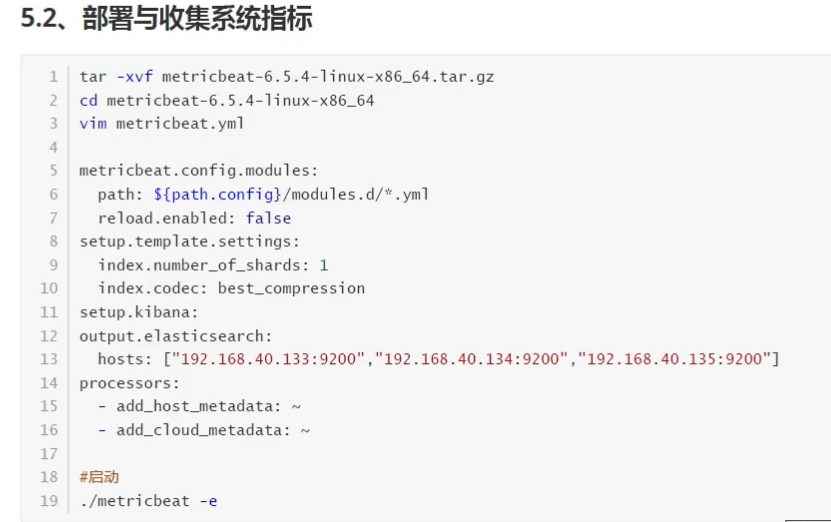 5.2、部署与收集系统指标
1 tar -xvf metricbeat-6.5.4-linux-x86_64.tar.gz
2 cd metricbeat-6.5.4-linux-x86_64
3 vim metricbeat.yml
4
5 metricbeat.config.modules:
6   path: ${path.config}/modules.d/*.yml
7   reload.enabled: false
8 setup.template.settings:
9   index.number_of_shards: 1
10   index.codec: best_compression
11 setup.kibana:
12 output.elasticsearch:
13   hosts: ["192.168.40.133:9200","192.168.40.134:9200","192.168.40.135:9200"]
14 processors:
15   - add_host_metadata: ~
16   - add_cloud_metadata: ~
17
18 #启动
19 ./metricbeat -e